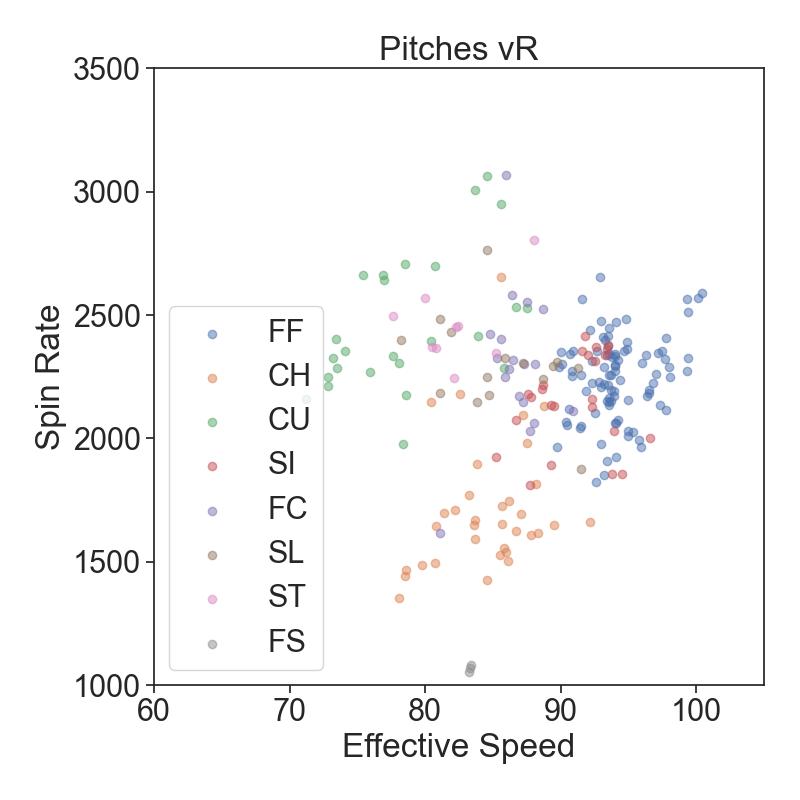 Pitches vR
3500
3000
2500
2000
1500
1000
Spin Rate
FF
CH
CU
SI
FC
SL
ST
FS
60 70 80 90 100
Effective Speed